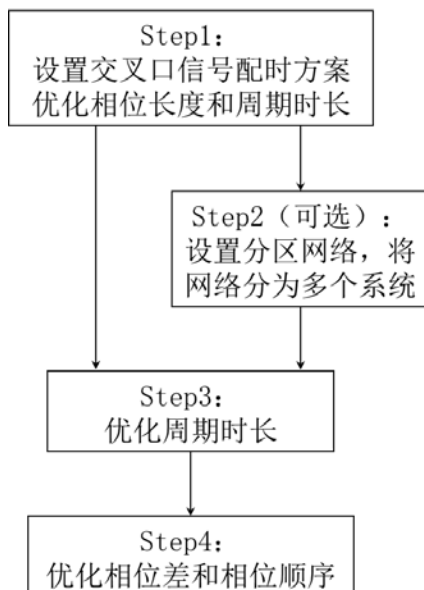 Step1:
设置交叉口信号配时方案
优化相位长度和周期时长
Step2（可选）:
设置分区网络，将
网络分为多个系统
Step3:
优化周期时长
Step4:
优化相位差和相位顺序